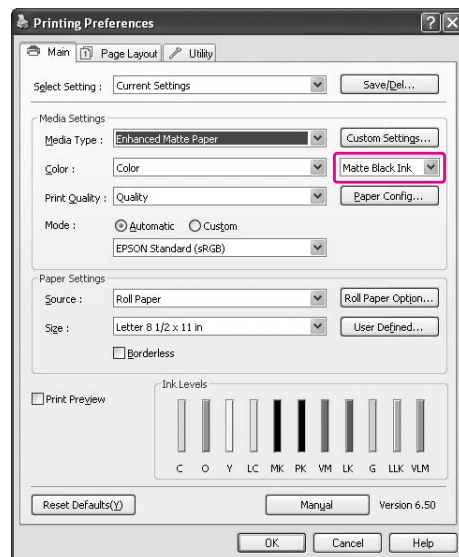 Printing Preferences
Main Page Layout Utility
Select Setting : Current Settings Save/Del...
Media Settings
Media Type : Enhanced Matte Paper Custom Settings...
Color : Color Matte Black Ink
Print Quality : Quality Paper Config...
Mode : Automatic Custom
EPSON Standard (sRGB)
Paper Settings
Source : Roll Paper Roll Paper Option...
Size : Letter 8 1/2 x 11 in User Defined...
Borderless
Print Preview
Ink Levels
C O Y LC MK PK VM LK G LLK VLM
Reset Defaults(Y) Manual Version 6.50
OK Cancel Help